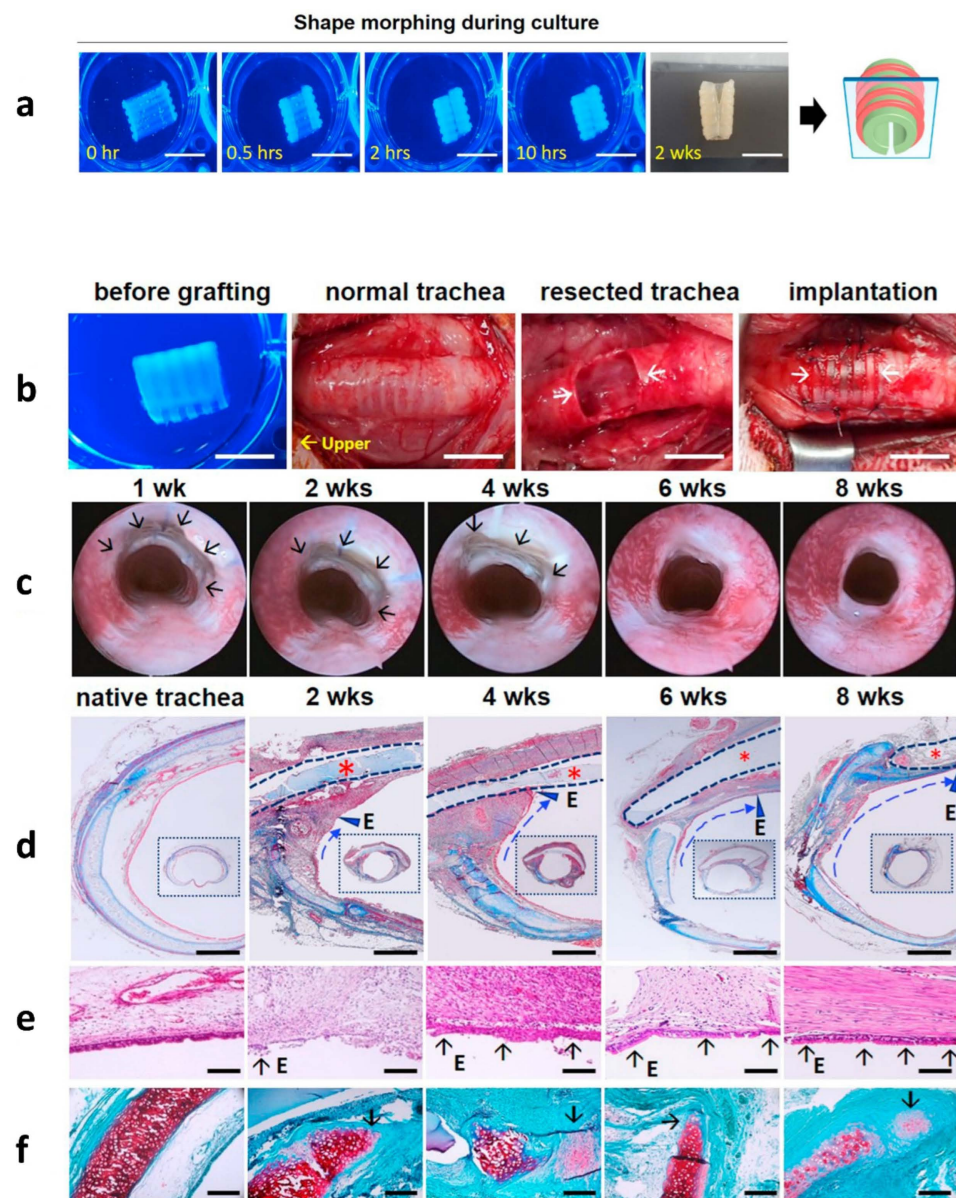 Shape morphing during culture
a
0 hr
0.5 hrs
2 hrs
10 hrs
2 wks
b
before grafting
normal trachea
resected trachea
implantation
← Upper
c
1 wk
2 wks
4 wks
6 wks
8 wks
d
native trachea
2 wks
4 wks
6 wks
8 wks
*
*
*
*
E
E
E
E
e
E
E
E
E
f